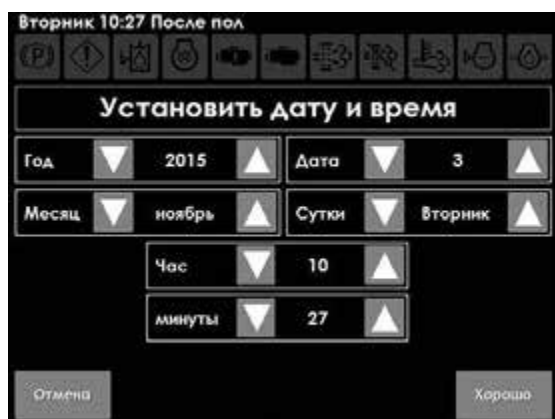 Вторник 10:27 После пол
(P)
Установить дату и время
Год 2015 Дата 3
Месяц ноябрь Сутки Вторник
Час 10
минуты 27
Отмена Хорошо